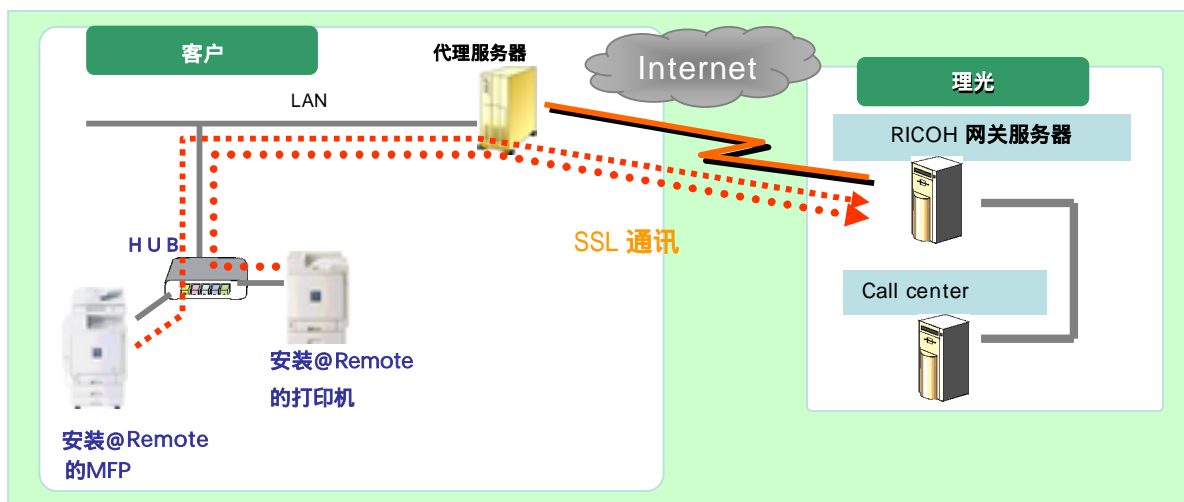 客户
代理服务器
Internet
理光
LAN
RICOH 网关服务器
SSL 通讯
HUB
Call center
安装@Remote
的打印机
安装@Remote
的MFP